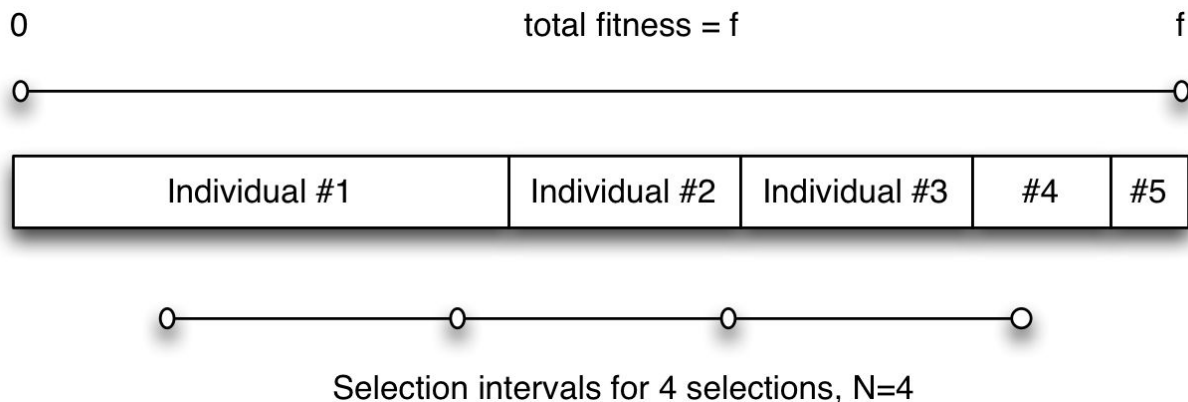 0 total fitness = f f
Individual #1 Individual #2 Individual #3 #4 #5
Selection intervals for 4 selections, N=4